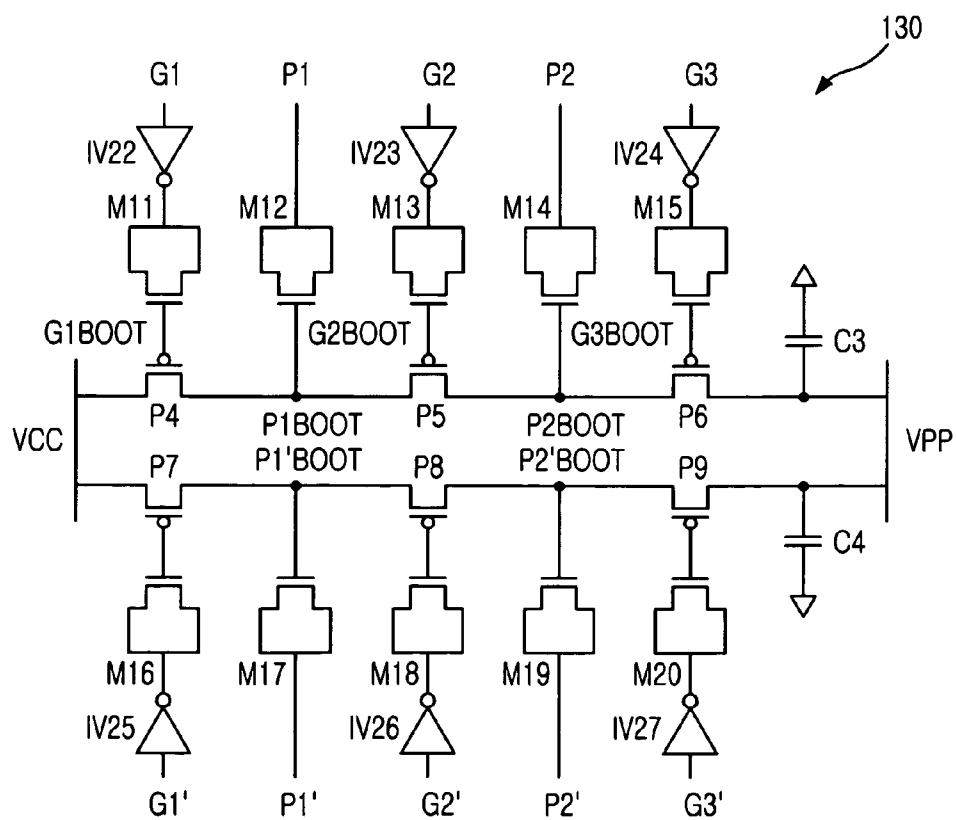 130
G1 P1 G2 P2 G3
IV22 IV23 IV24
M11 M12 M13 M14 M15
G1BOOT G2BOOT G3BOOT C3
P4 P1BOOT P5 P2BOOT P6
VCC VPP
P7 P1'BOOT P8 P2'BOOT P9
C4
M16 M17 M18 M19 M20
IV25 IV26 IV27
G1' P1' G2' P2' G3'